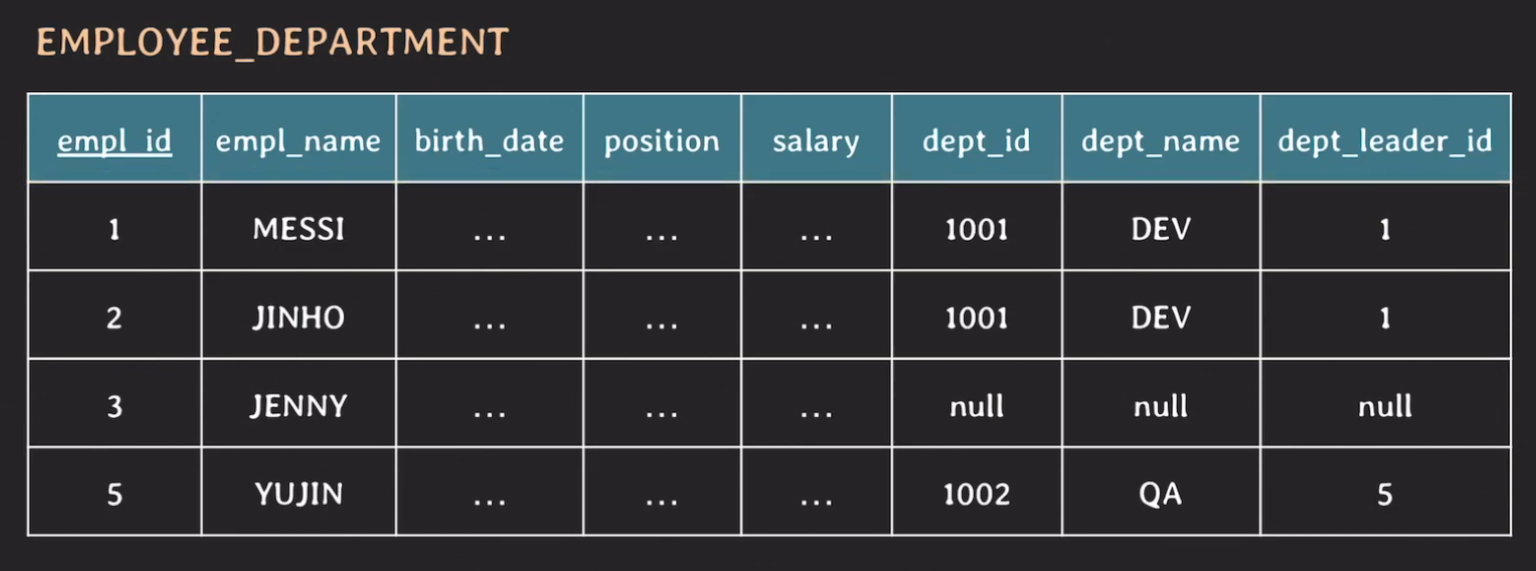 EMPLOYEE_DEPARTMENT
empl_id empl_name birth_date position salary dept_id dept_name dept_leader_id
1 MESSI ... ... ... 1001 DEV 1
2 JINHO ... ... ... 1001 DEV 1
3 JENNY ... ... ... null null null
5 YUJIN ... ... ... 1002 QA 5